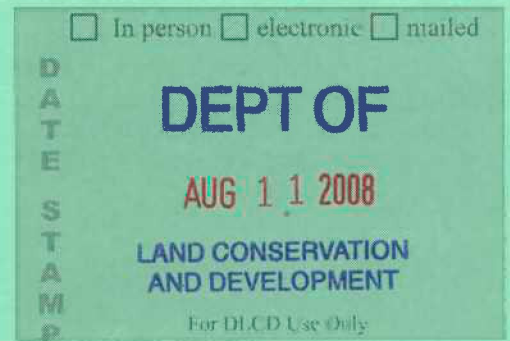 ☐ In person ☐ electronic ☐ mailed
DATE STAMP
DEPT OF
AUG 11 2008
LAND CONSERVATION
AND DEVELOPMENT
For DLCD Use Only